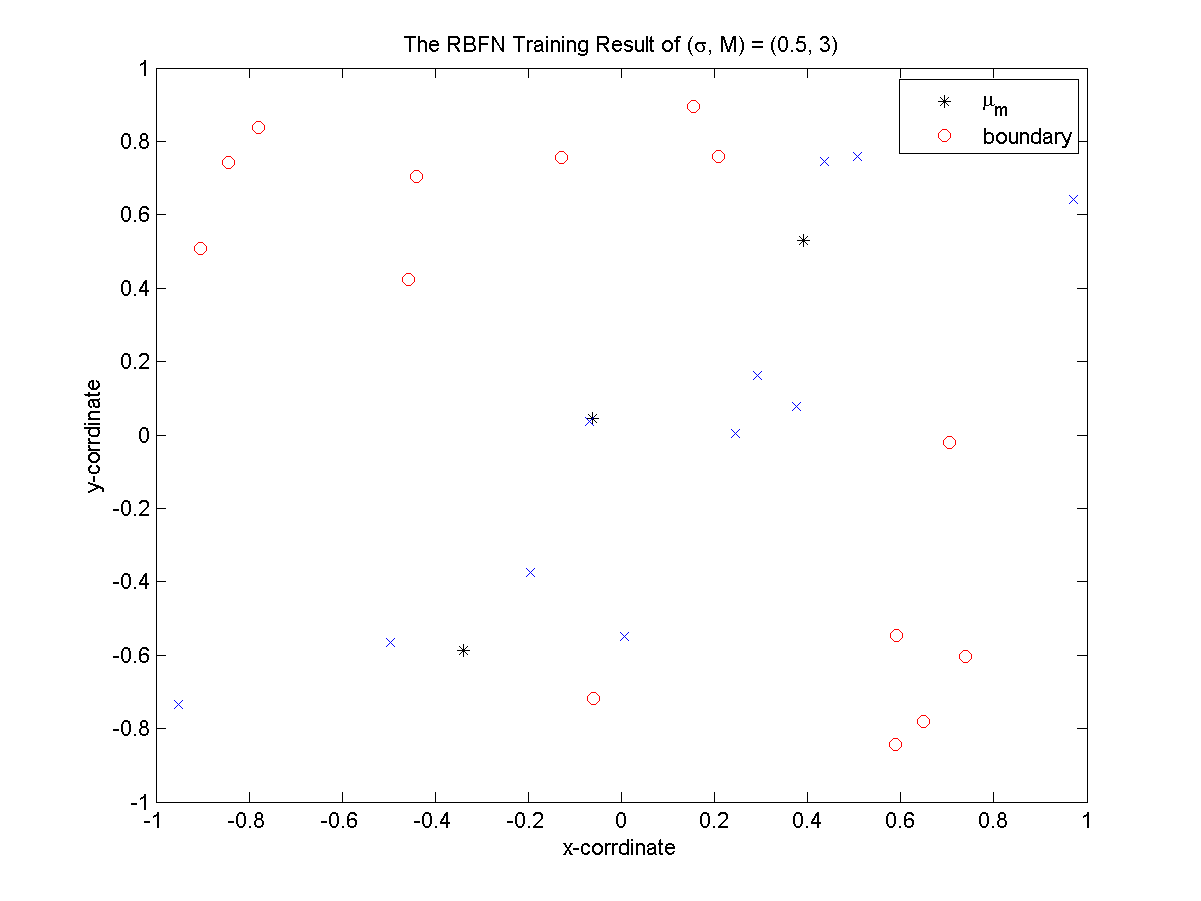 The RBFN Training Result of (σ, M) = (0.5, 3)
μm
boundary
1
0.8
0.6
0.4
0.2
0
-0.2
-0.4
-0.6
-0.8
-1
y-corrdinate
-1 -0.8 -0.6 -0.4 -0.2 0 0.2 0.4 0.6 0.8 1
x-corrdinate